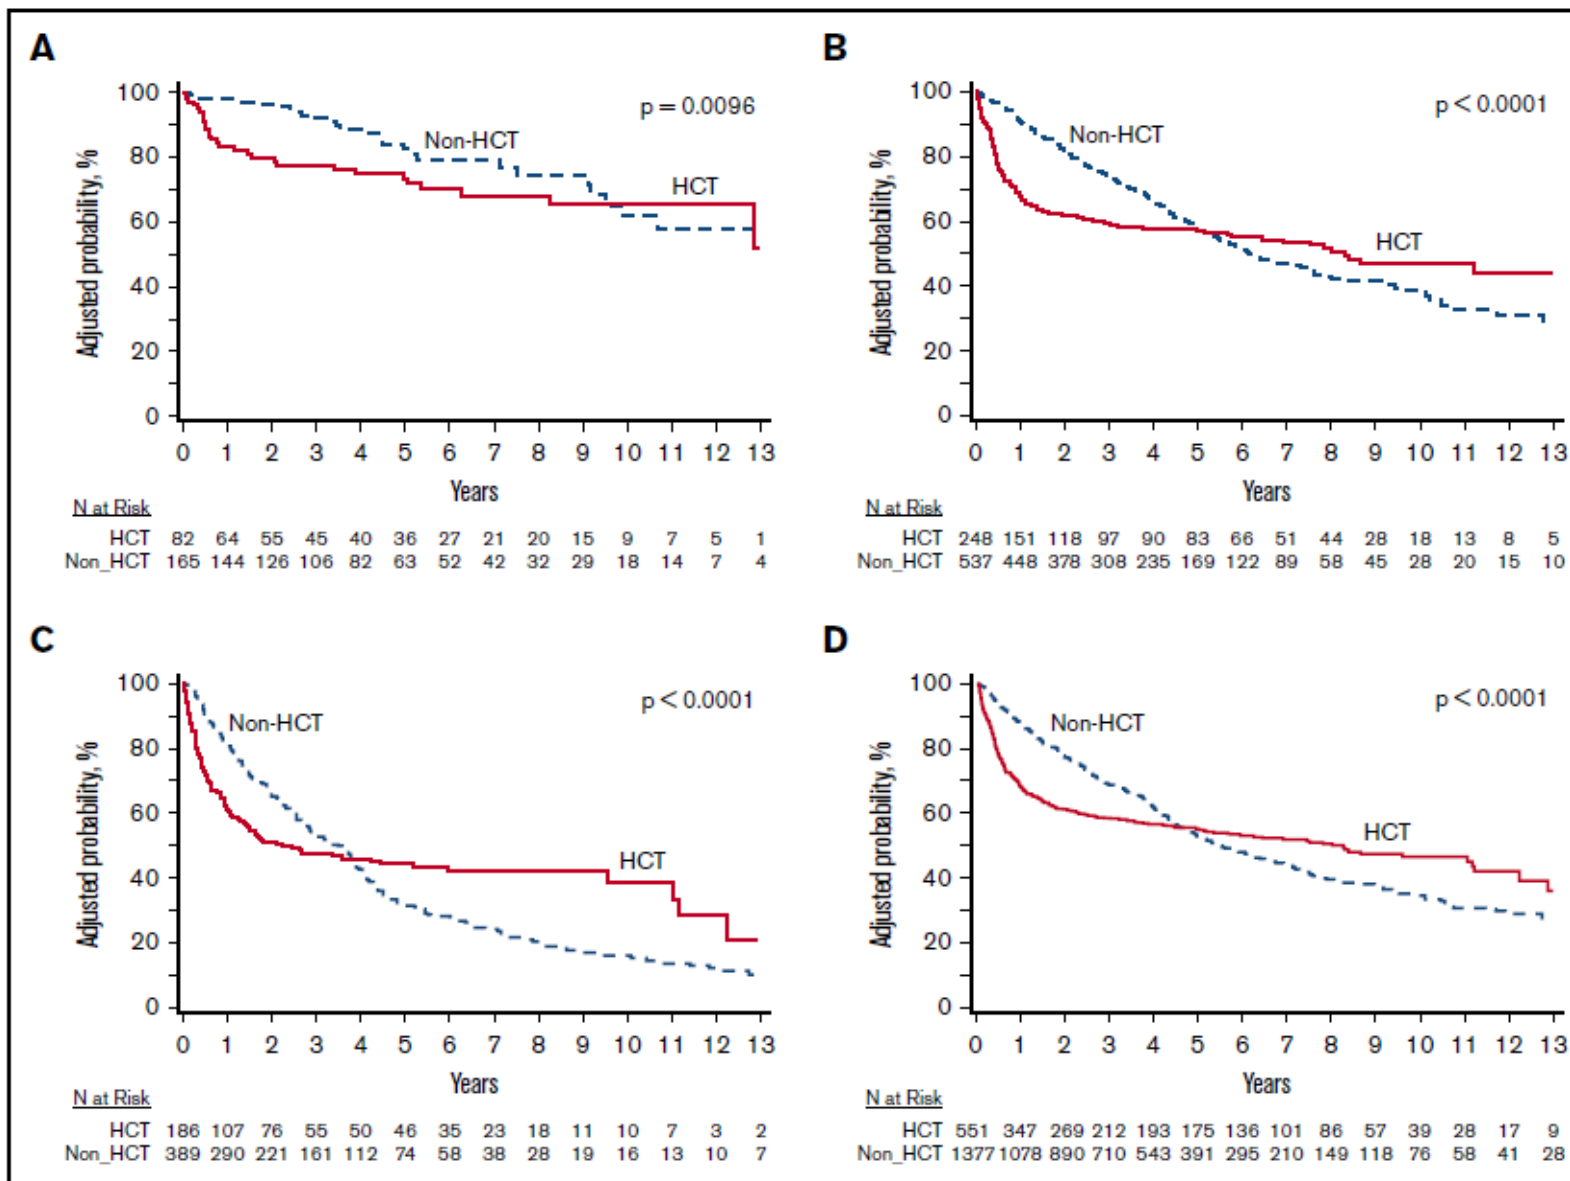 A
Adjusted probability, %
100
80
60
40
20
0
p = 0.0096
Non-HCT
HCT
0 1 2 3 4 5 6 7 8 9 10 11 12 13
Years
N at Risk
HCT 82 64 55 45 40 36 27 21 20 15 9 7 5 1
Non_HCT 165 144 126 106 82 63 52 42 32 29 18 14 7 4
B
Adjusted probability, %
100
80
60
40
20
0
p < 0.0001
Non-HCT
HCT
0 1 2 3 4 5 6 7 8 9 10 11 12 13
Years
N at Risk
HCT 248 151 118 97 90 83 66 51 44 28 18 13 8 5
Non_HCT 537 448 378 308 235 169 122 89 58 45 28 20 15 10
C
Adjusted probability, %
100
80
60
40
20
0
p < 0.0001
Non-HCT
HCT
0 1 2 3 4 5 6 7 8 9 10 11 12 13
Years
N at Risk
HCT 186 107 76 55 50 46 35 23 18 11 10 7 3 2
Non_HCT 389 290 221 161 112 74 58 38 28 19 16 13 10 7
D
Adjusted probability, %
100
80
60
40
20
0
p < 0.0001
Non-HCT
HCT
0 1 2 3 4 5 6 7 8 9 10 11 12 13
Years
N at Risk
HCT 551 347 269 212 193 175 136 101 86 57 39 28 17 9
Non_HCT 1377 1078 890 710 543 391 295 210 149 118 76 58 41 28